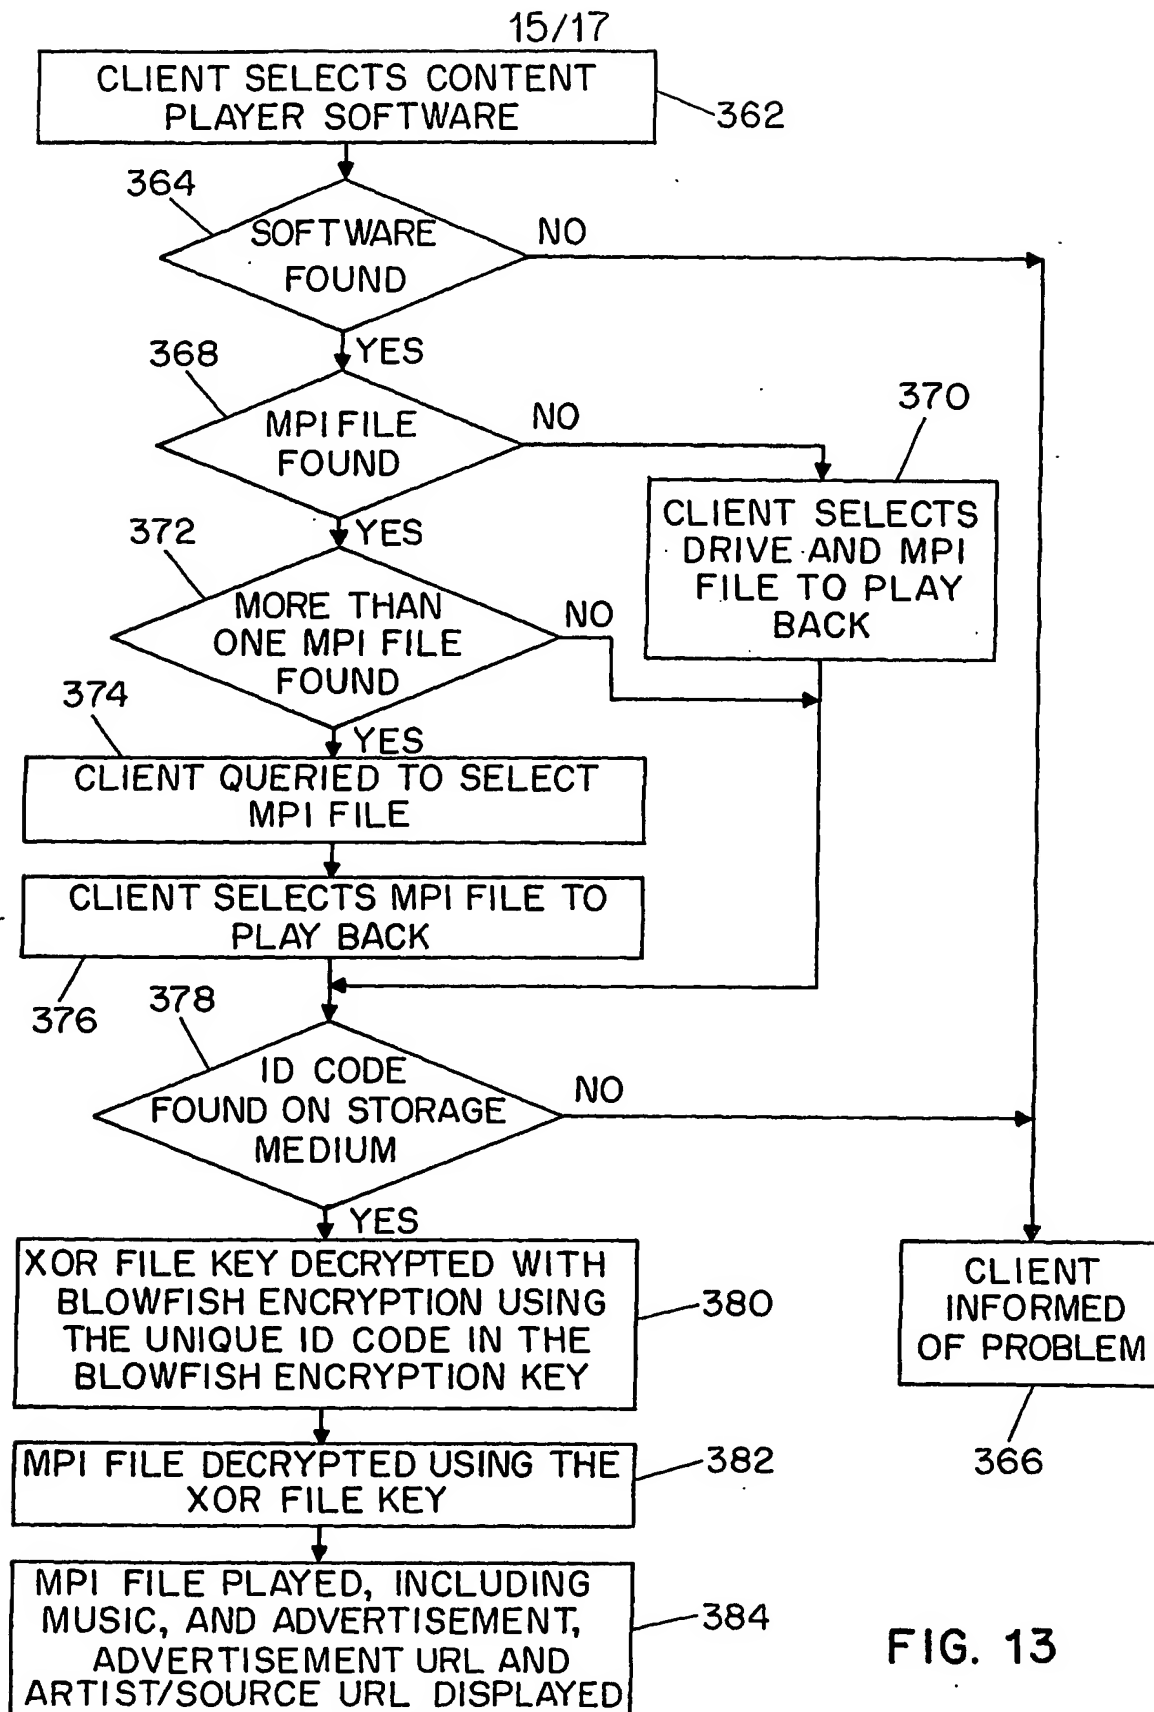 15/17
CLIENT SELECTS CONTENT
PLAYER SOFTWARE
362
364
SOFTWARE
FOUND
NO
YES
368
MPI FILE
FOUND
NO
370
CLIENT SELECTS
DRIVE AND MPI
FILE TO PLAY
BACK
YES
372
MORE THAN
ONE MPI FILE
FOUND
NO
374
YES
CLIENT QUERIED TO SELECT
MPI FILE
CLIENT SELECTS MPI FILE TO
PLAY BACK
376
378
ID CODE
FOUND ON STORAGE
MEDIUM
NO
YES
XOR FILE KEY DECRYPTED WITH
BLOWFISH ENCRYPTION USING
THE UNIQUE ID CODE IN THE
BLOWFISH ENCRYPTION KEY
380
CLIENT
INFORMED
OF PROBLEM
366
MPI FILE DECRYPTED USING THE
XOR FILE KEY
382
MPI FILE PLAYED, INCLUDING
MUSIC, AND ADVERTISEMENT,
ADVERTISEMENT URL AND
ARTIST/SOURCE URL DISPLAYED
384
FIG. 13